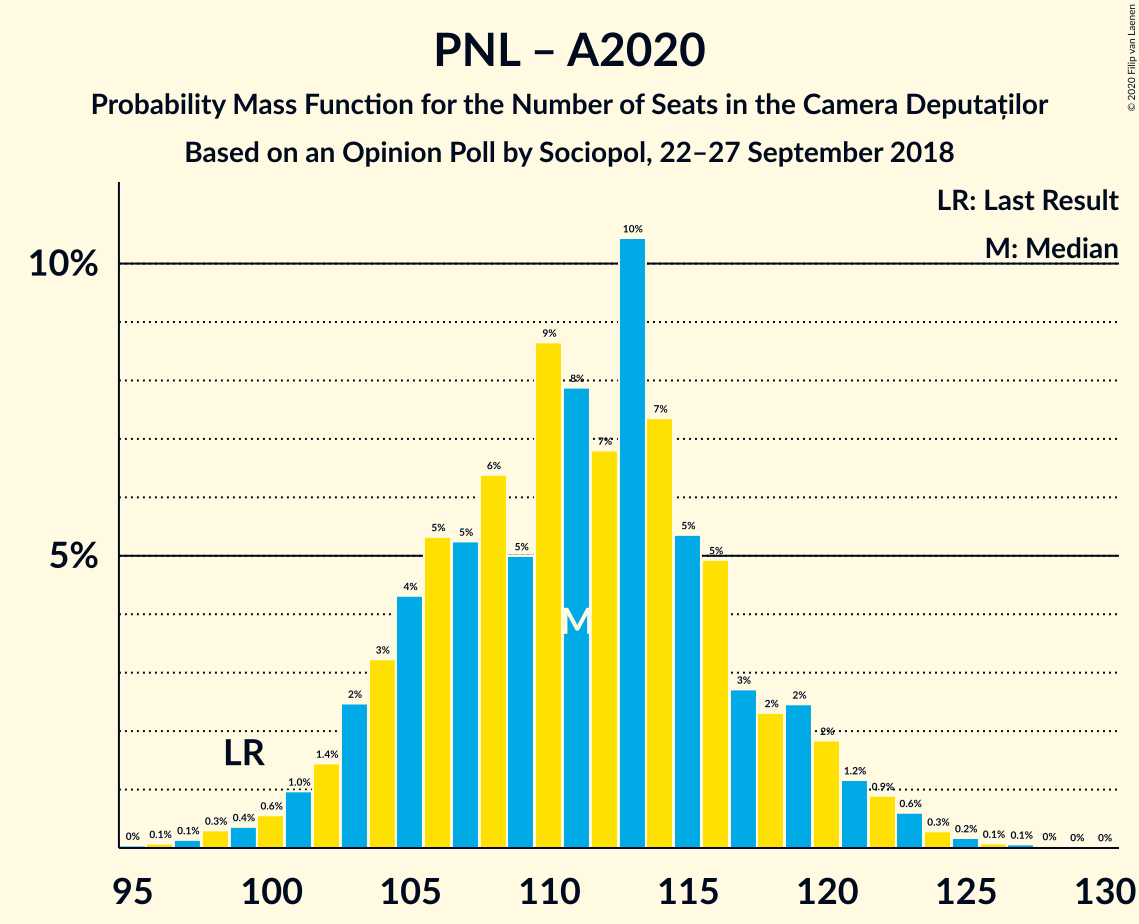 PNL – A2020
Probability Mass Function for the Number of Seats in the Camera Deputaților
Based on an Opinion Poll by Sociopol, 22–27 September 2018
© 2020 Filip van Laenen
LR: Last Result
M: Median
10%
5%
0% 0.1% 0.1% 0.3% 0.4% 0.6% 1.0% 1.4% 2% 3% 4% 5% 5% 6% 5% 9% 8% 7% 10% 7% 5% 5% 3% 2% 2% 2% 1.2% 0.9% 0.6% 0.3% 0.2% 0.1% 0.1% 0% 0% 0%
M
LR
95 100 105 110 115 120 125 130